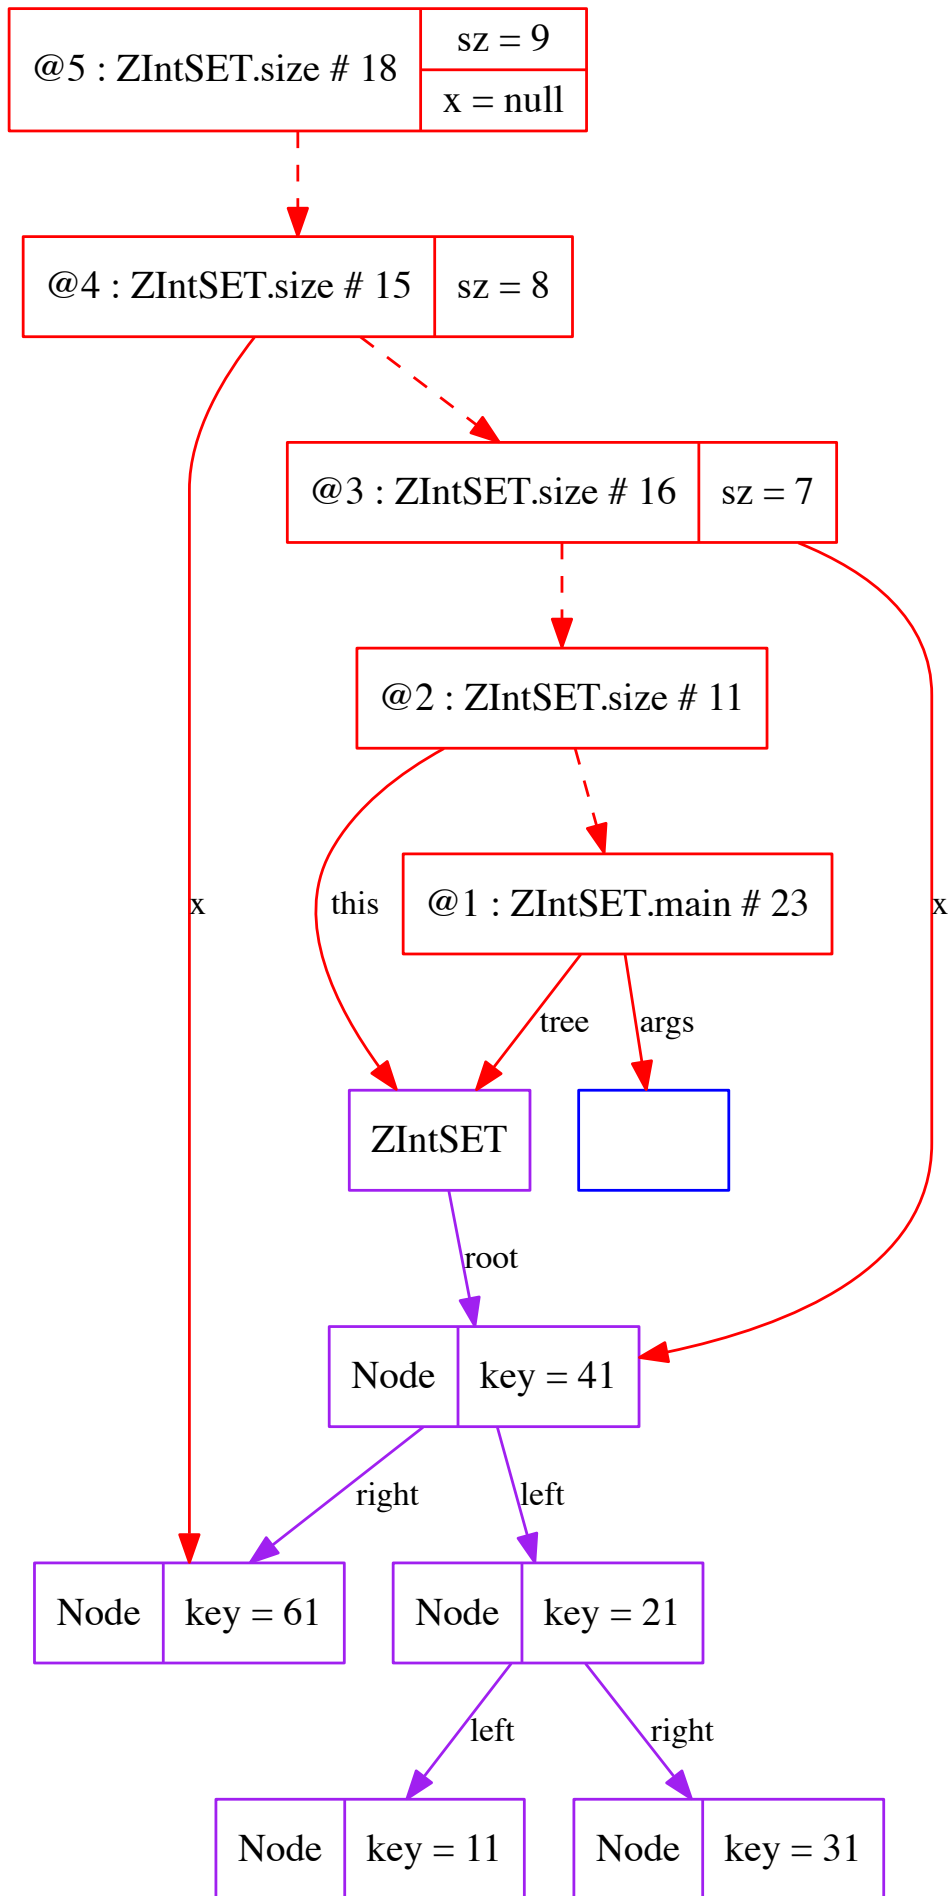 @5 : ZIntSET.size # 18
sz = 9
x = null
@4 : ZIntSET.size # 15
sz = 8
@3 : ZIntSET.size # 16
sz = 7
@2 : ZIntSET.size # 11
x
this
@1 : ZIntSET.main # 23
x
tree
args
ZIntSET
root
Node
key = 41
right
left
Node
key = 61
Node
key = 21
left
right
Node
key = 11
Node
key = 31